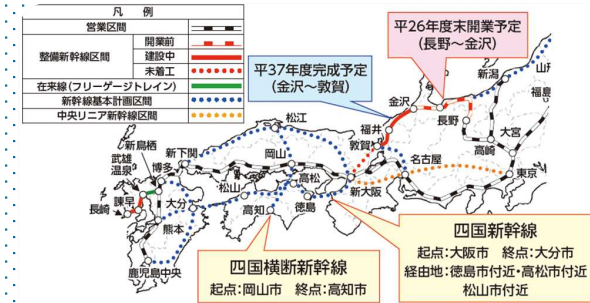 凡　例
営業区間
整備新幹線区間
開業前
建設中
未着工
在来線(フリーゲージトレイン)
新幹線基本計画区間
中央リニア新幹線区間
平26年度末開業予定
(長野～金沢)
平37年度完成予定
(金沢～敦賀)
新潟
山形
福島
金沢
長野
高崎
大宮
福井
敦賀
名古屋
東京
新大阪
松江
岡山
高松
徳島
松山
高知
新鳥栖
武雄
温泉
博多
新下関
諫早
長崎
大分
熊本
鹿児島中央
四国横断新幹線
起点：岡山市　終点：高知市
四国新幹線
起点：大阪市　終点：大分市
経由地：徳島市付近・高松市付近
松山市付近